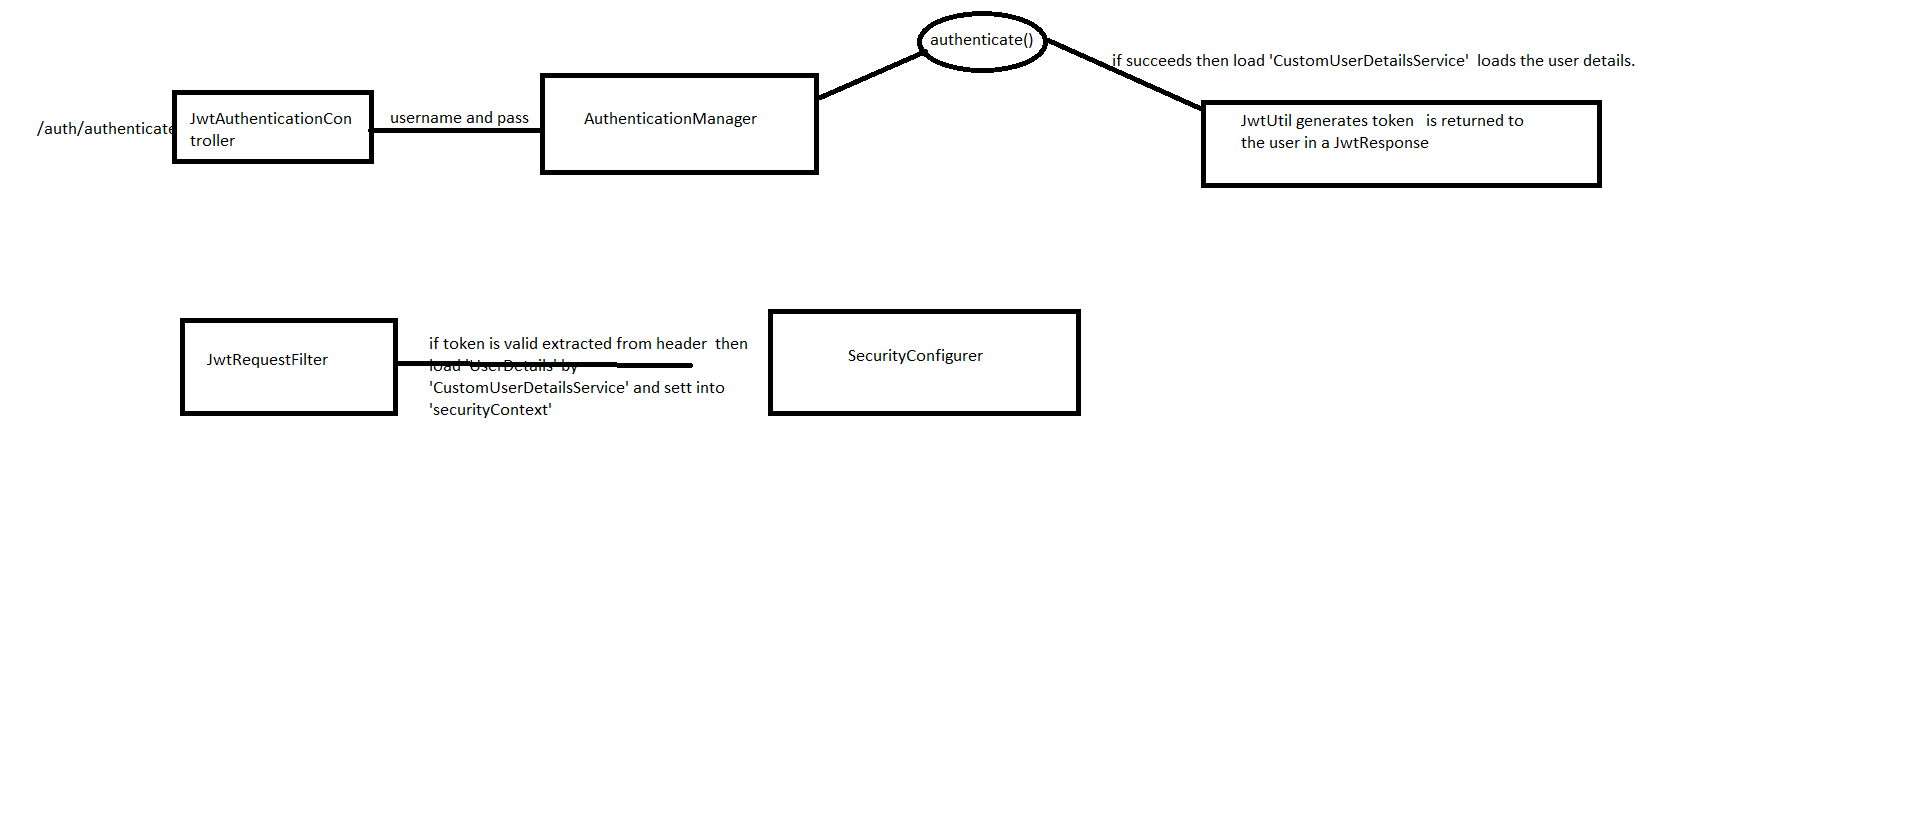 authenticate()
if succeeds then load 'CustomUserDetailsService'  loads the user details.
/auth/authenticate
JwtAuthenticationCon
troller
username and pass
AuthenticationManager
JwtUtil generates token   is returned to
the user in a JwtResponse
JwtRequestFilter
if token is valid extracted from header  then
load 'UserDetails' by
'CustomUserDetailsService' and sett into
'securityContext'
SecurityConfigurer